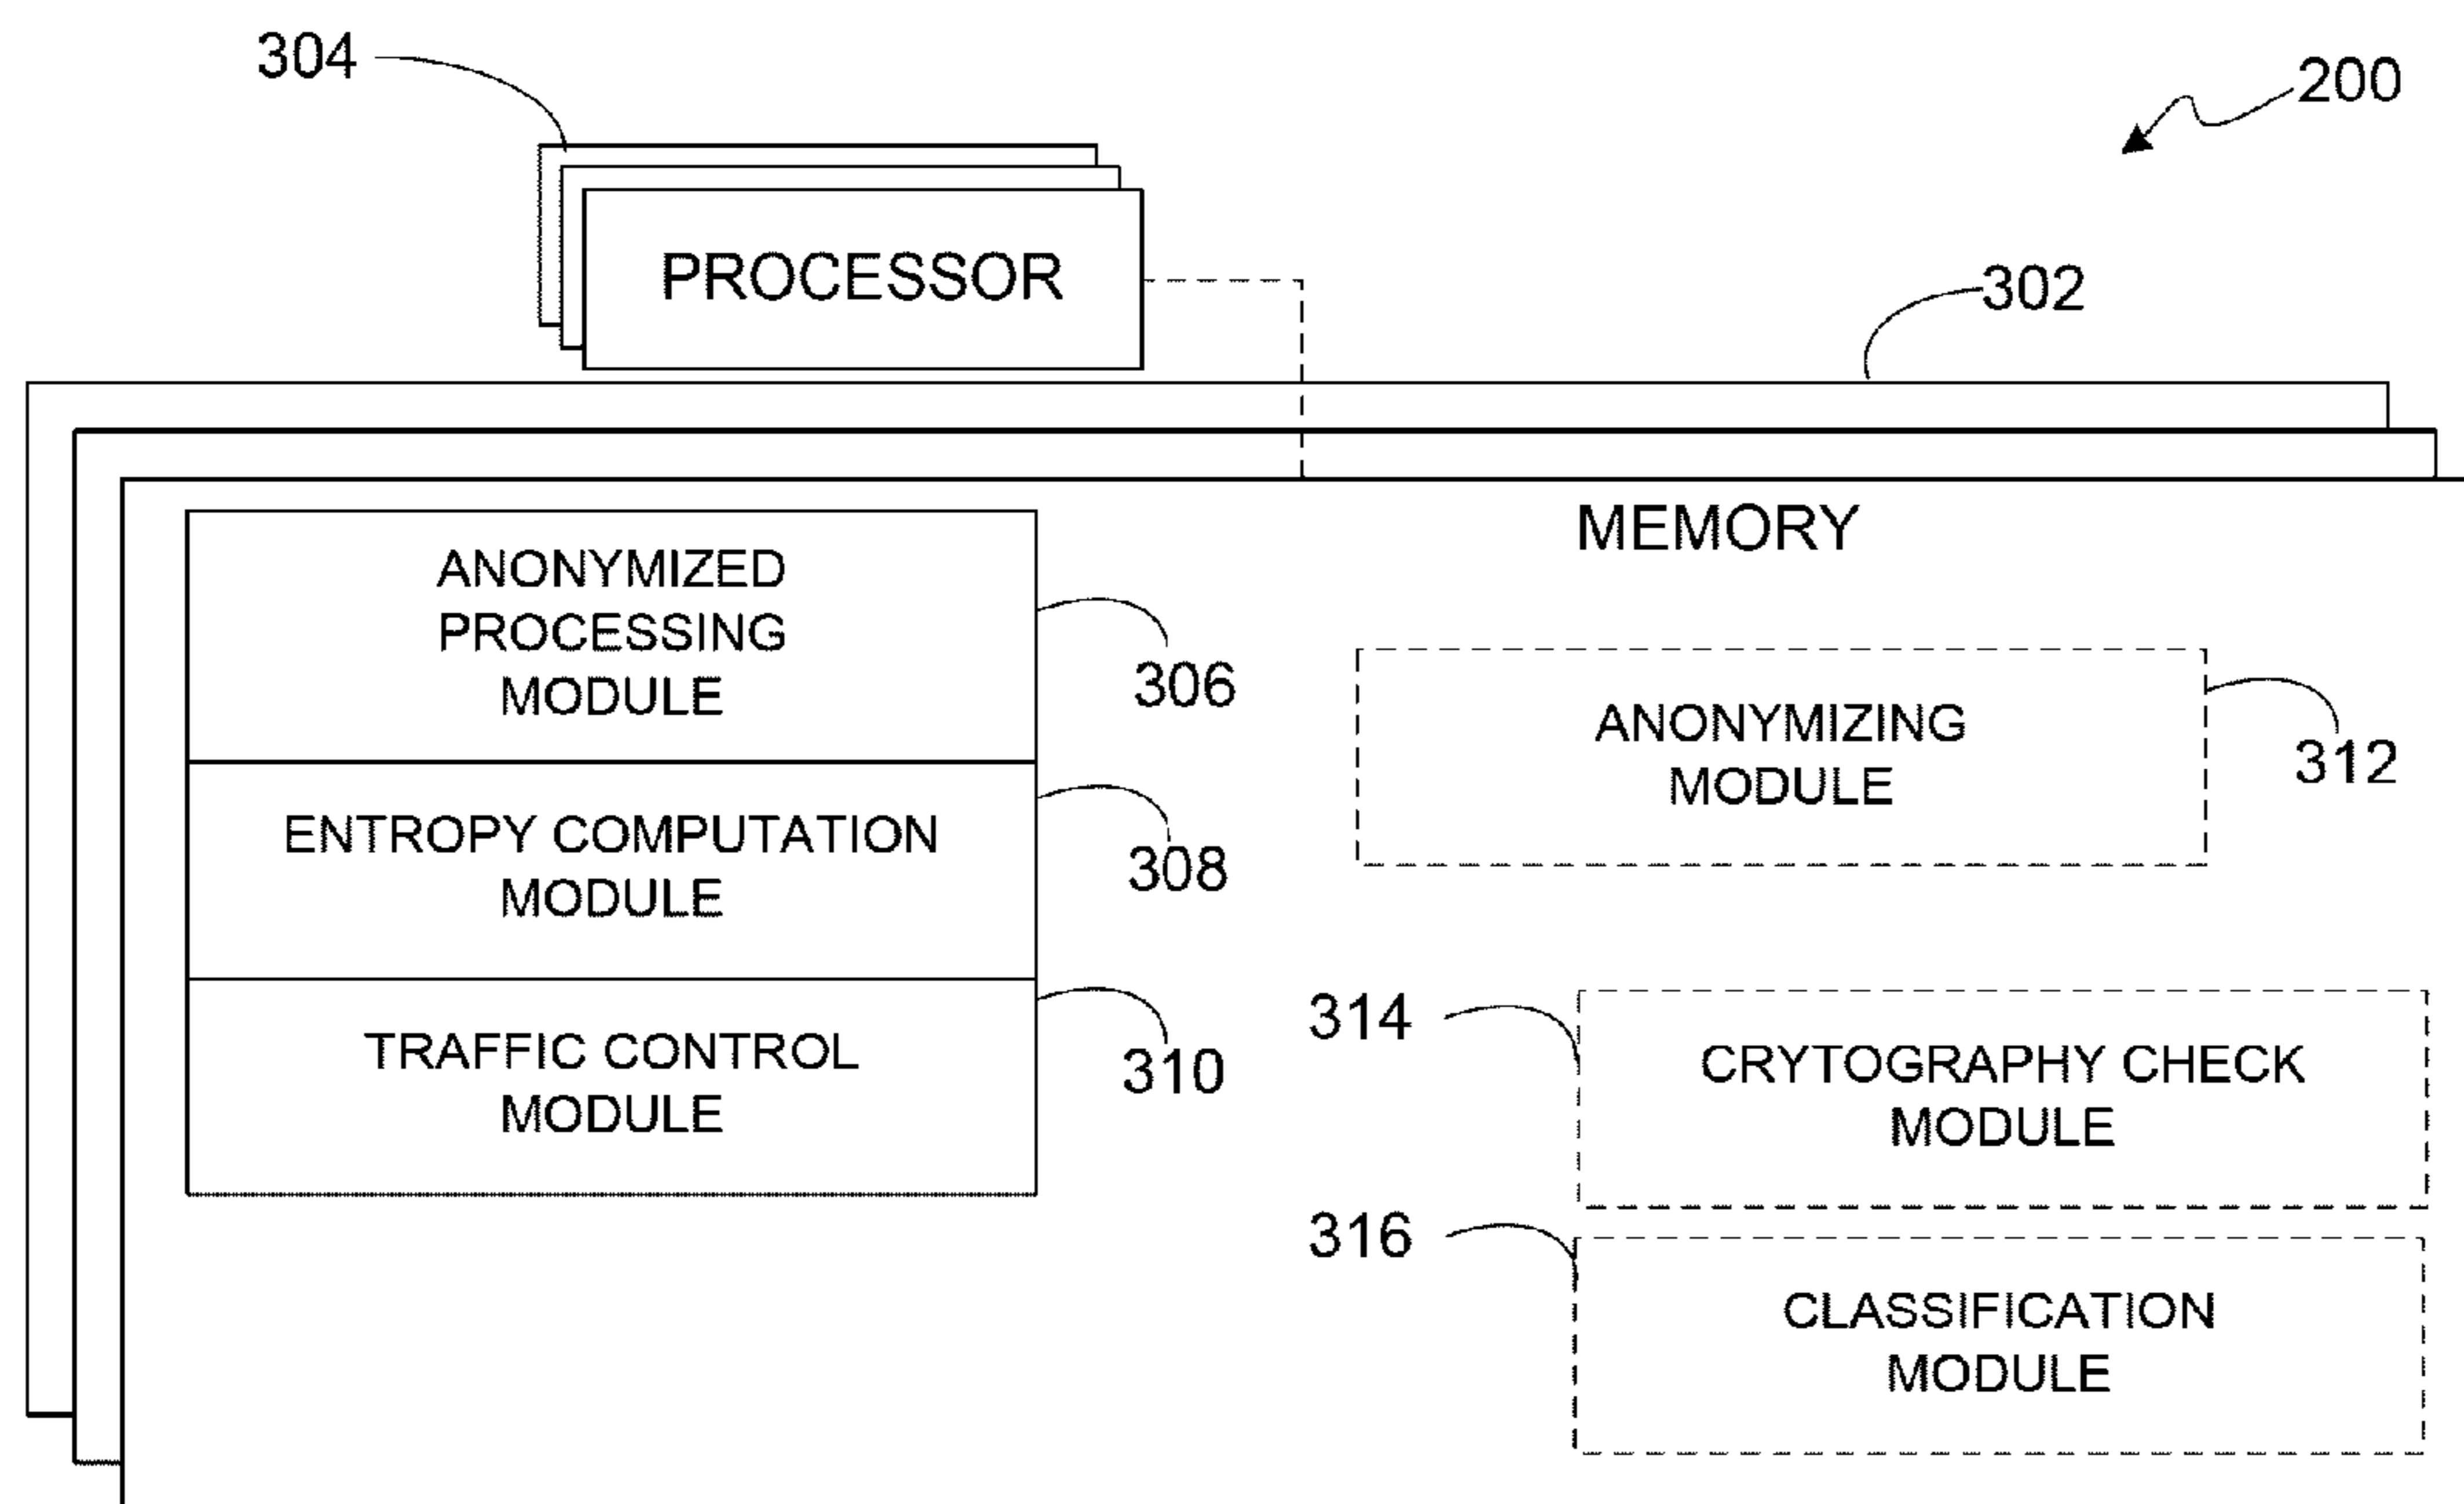 304
200
PROCESSOR
302
MEMORY
ANONYMIZED
PROCESSING
MODULE
306
ANONYMIZING
MODULE
312
ENTROPY COMPUTATION
MODULE
308
TRAFFIC CONTROL
MODULE
310
314
CRYTOGRAPHY CHECK
MODULE
316
CLASSIFICATION
MODULE